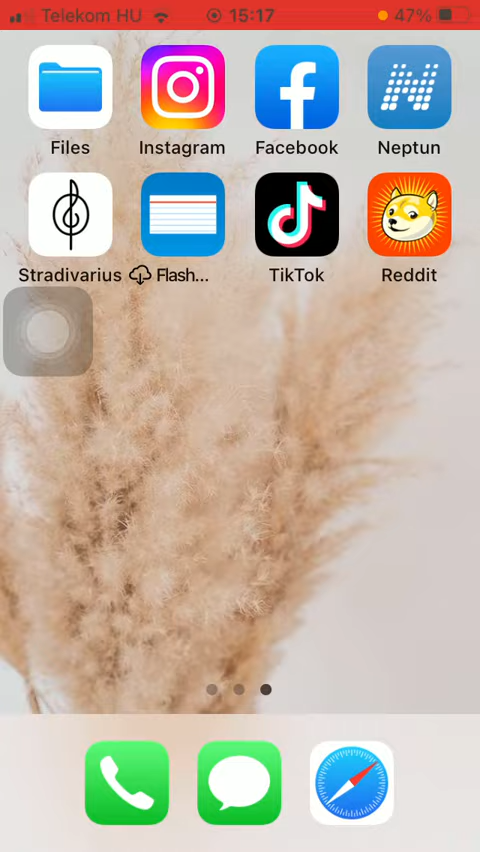 Telekom HU 15:17 47%
Files Instagram Facebook Neptun
Stradivarius Flash... TikTok Reddit